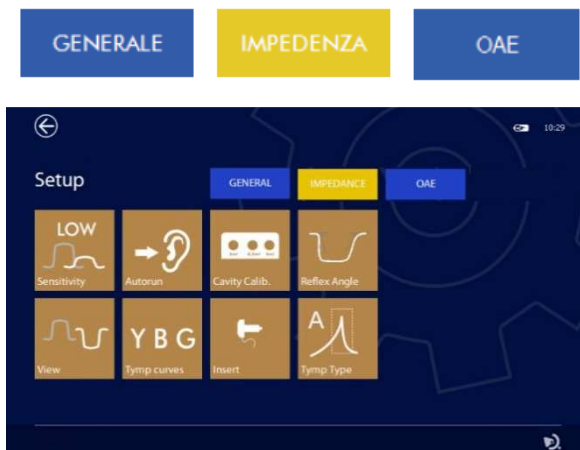 GENERALE IMPEDENZA OAE
10:29
Setup GENERAL IMPEDANCE OAE
LOW
Sensitivity Autorun Cavity Calib. Reflex Angle
Y B G A
View Tymp curves Insert Tymp Type